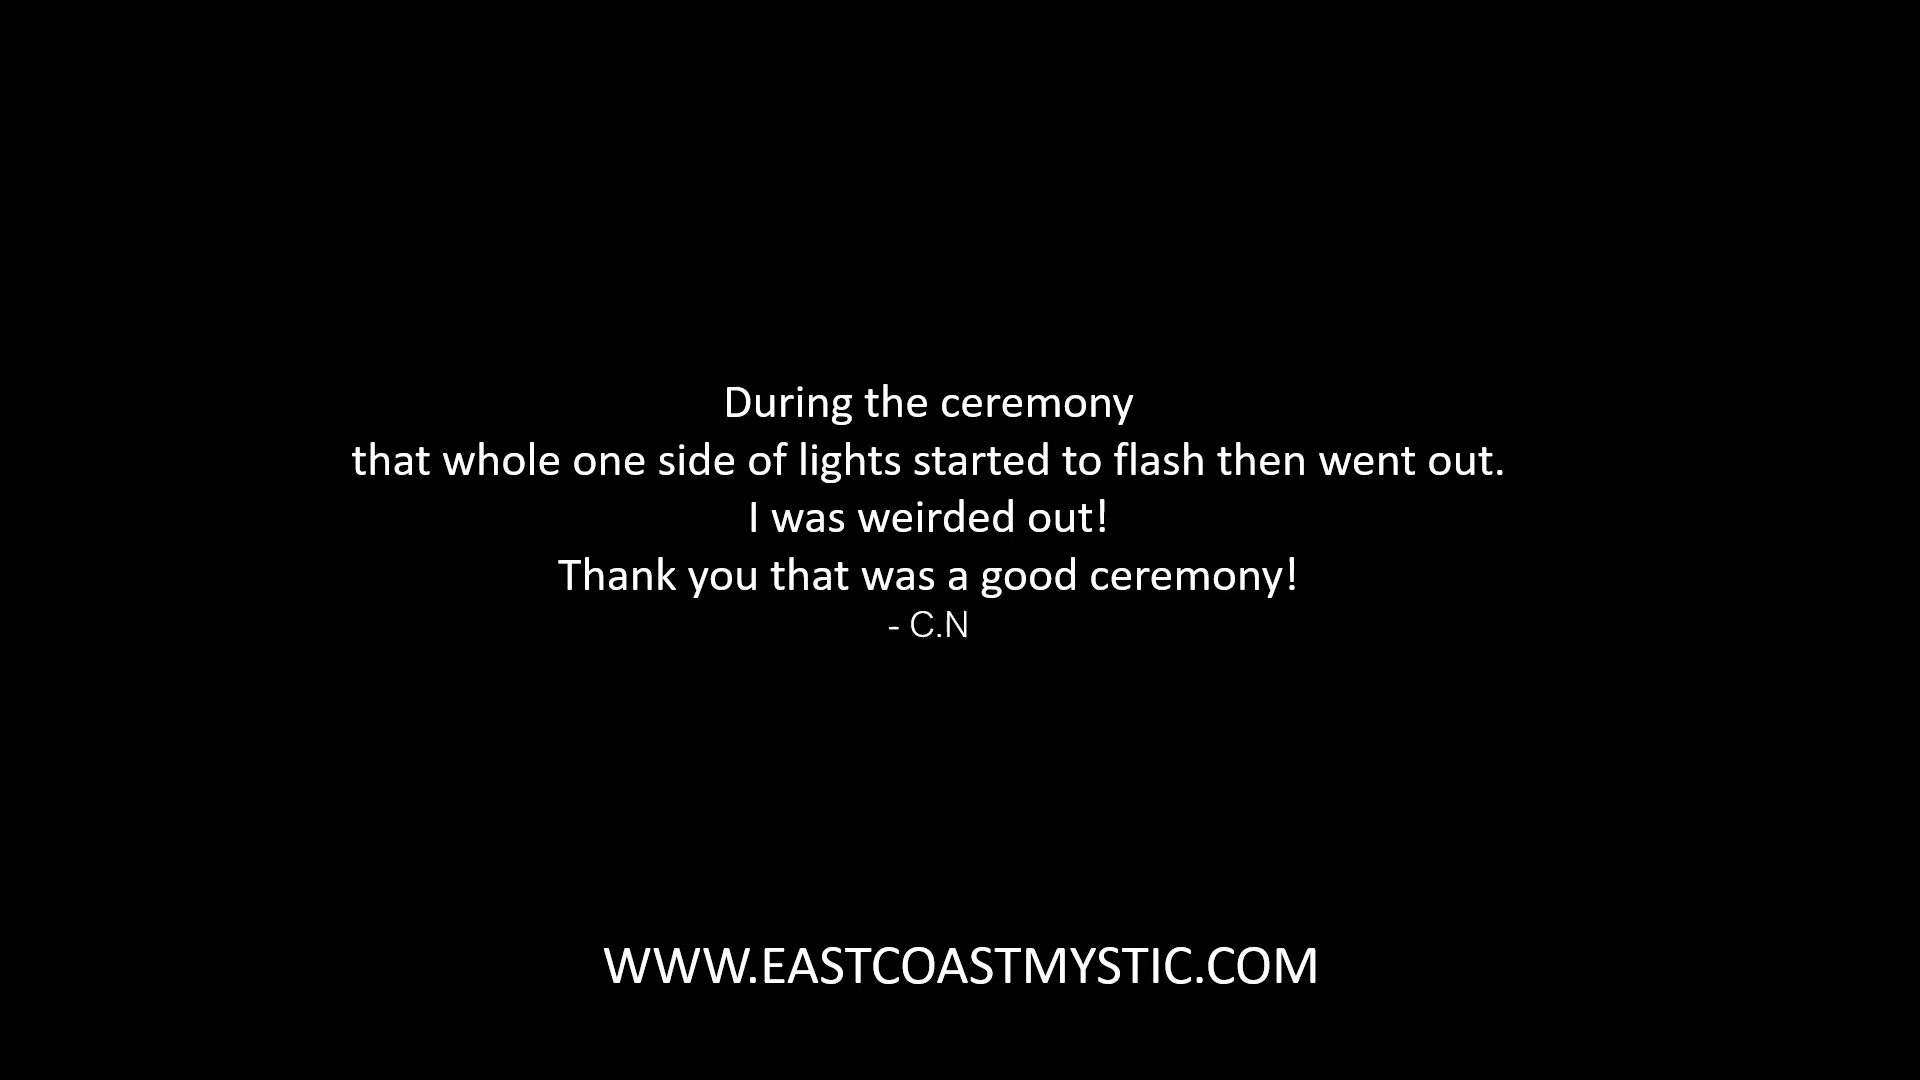 During the ceremony
that whole one side of lights started to flash then went out.
I was weirded out!
Thank you that was a good ceremony!
- C.N
WWW.EASTCOASTMYSTIC.COM